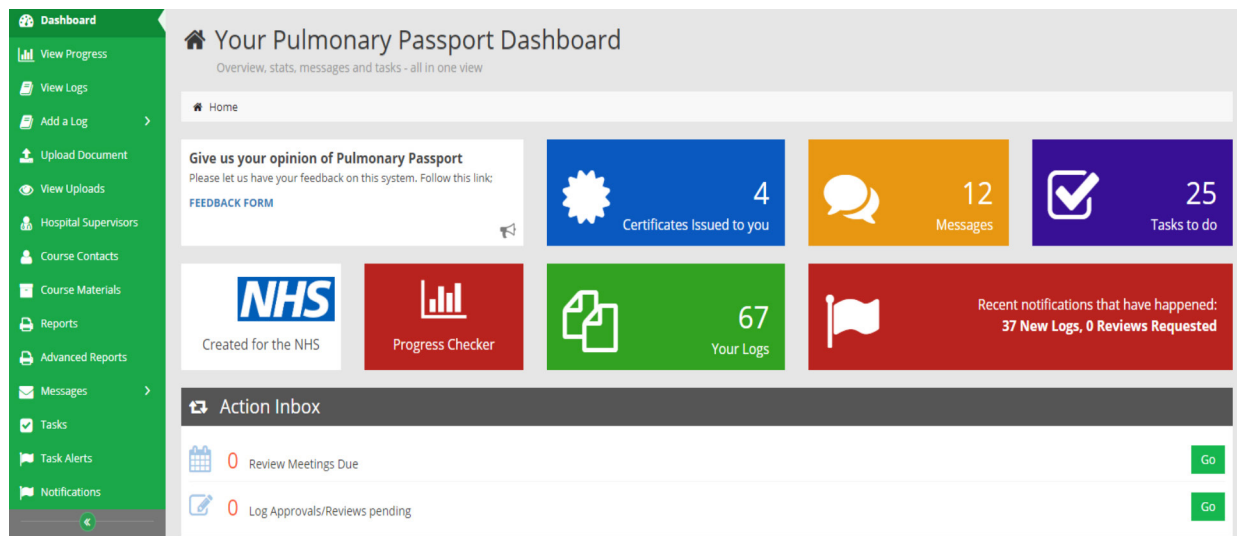 Dashboard
View Progress
View Logs
Add a Log
Upload Document
View Uploads
Hospital Supervisors
Course Contacts
Course Materials
Reports
Advanced Reports
Messages
Tasks
Task Alerts
Notifications
Your Pulmonary Passport Dashboard
Overview, stats, messages and tasks - all in one view
Home
Give us your opinion of Pulmonary Passport
Please let us have your feedback on this system. Follow this link:
FEEDBACK FORM
4
Certificates Issued to you
12
Messages
25
Tasks to do
NHS
Created for the NHS
Progress Checker
67
Your Logs
Recent notifications that have happened:
37 New Logs, 0 Reviews Requested
Action Inbox
0 Review Meetings Due
Go
0 Log Approvals/Reviews pending
Go